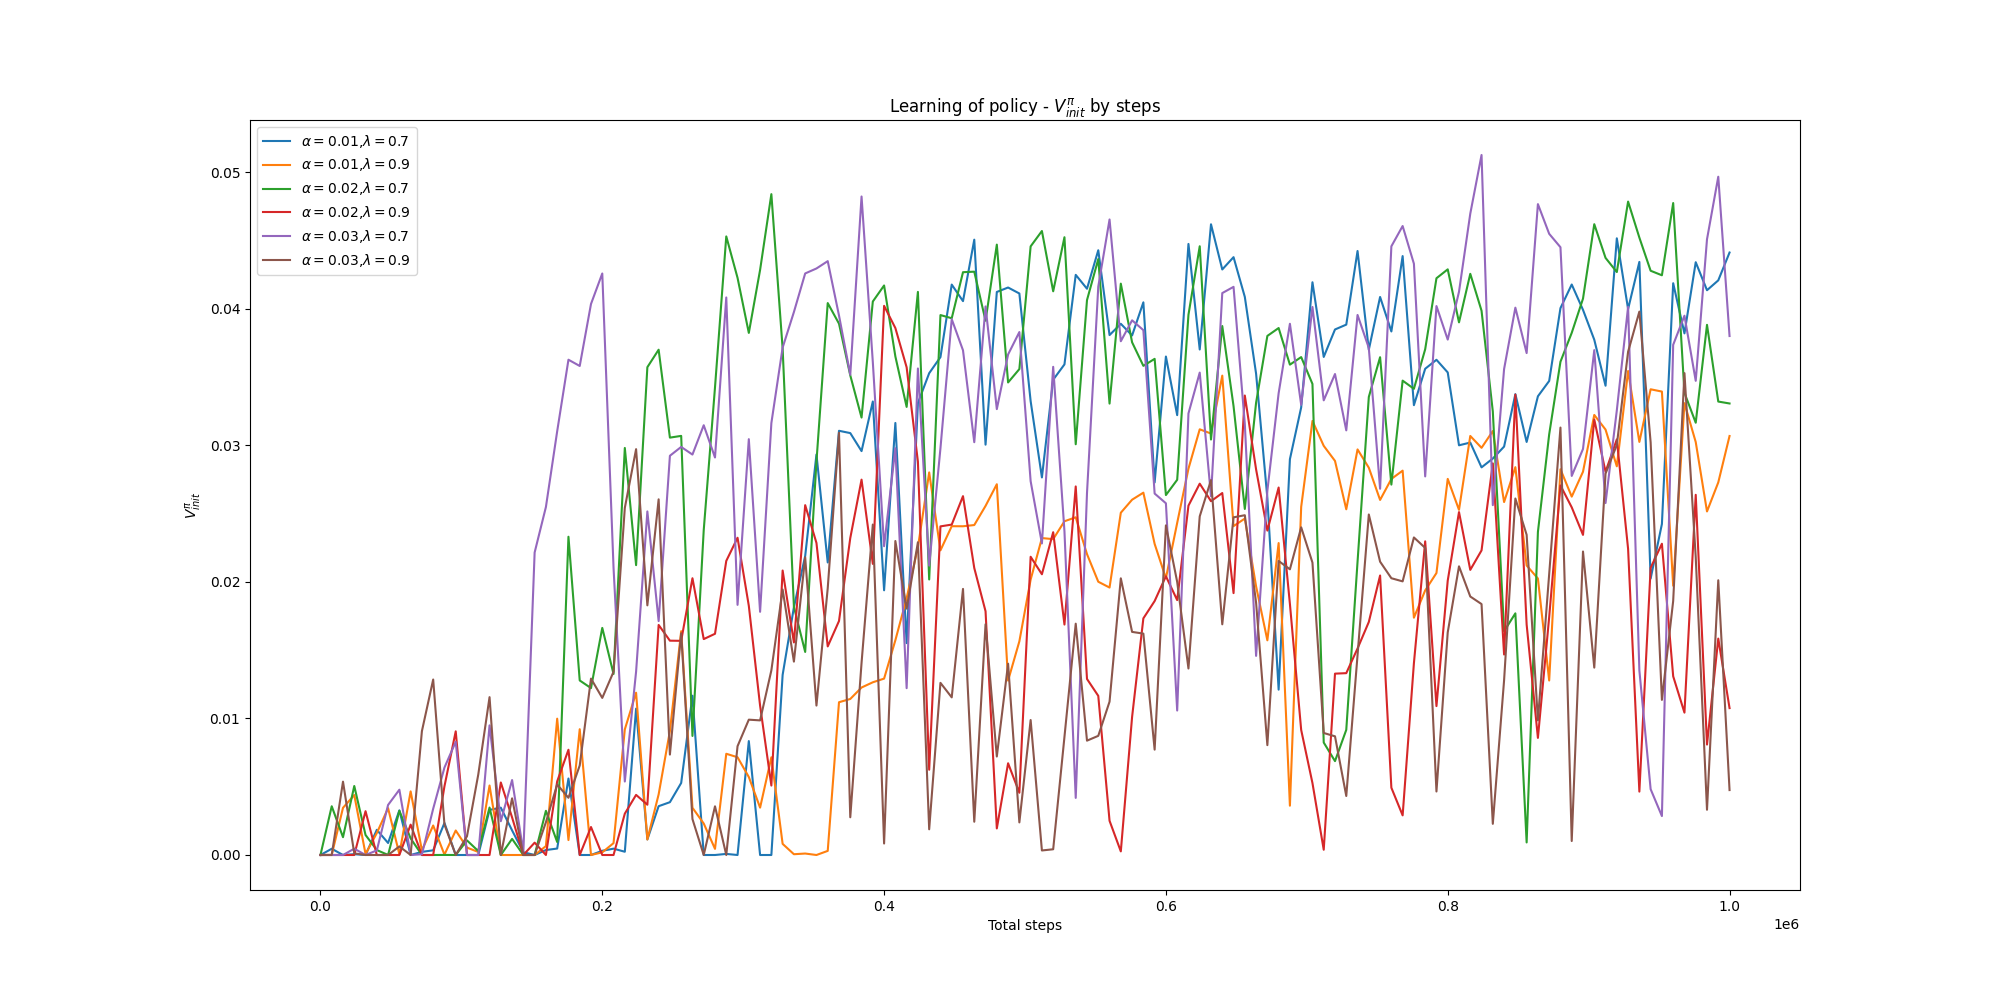 Learning of policy - $V^{\pi}_{init}$ by steps
α = 0.01,λ = 0.7
α = 0.01,λ = 0.9
α = 0.02,λ = 0.7
α = 0.02,λ = 0.9
α = 0.03,λ = 0.7
α = 0.03,λ = 0.9
0.05
0.04
0.03
0.02
0.01
0.00
$V^{\pi}_{init}$
0.0 0.2 0.4 0.6 0.8 1.0
Total steps
1e6